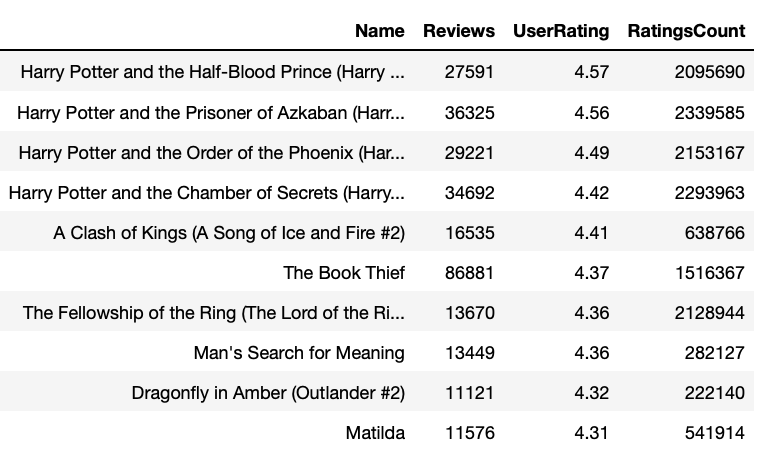 Name Reviews UserRating RatingsCount
Harry Potter and the Half-Blood Prince (Harry ... 27591 4.57 2095690
Harry Potter and the Prisoner of Azkaban (Harr... 36325 4.56 2339585
Harry Potter and the Order of the Phoenix (Har... 29221 4.49 2153167
Harry Potter and the Chamber of Secrets (Harry... 34692 4.42 2293963
A Clash of Kings (A Song of Ice and Fire #2) 16535 4.41 638766
The Book Thief 86881 4.37 1516367
The Fellowship of the Ring (The Lord of the Ri... 13670 4.36 2128944
Man's Search for Meaning 13449 4.36 282127
Dragonfly in Amber (Outlander #2) 11121 4.32 222140
Matilda 11576 4.31 541914